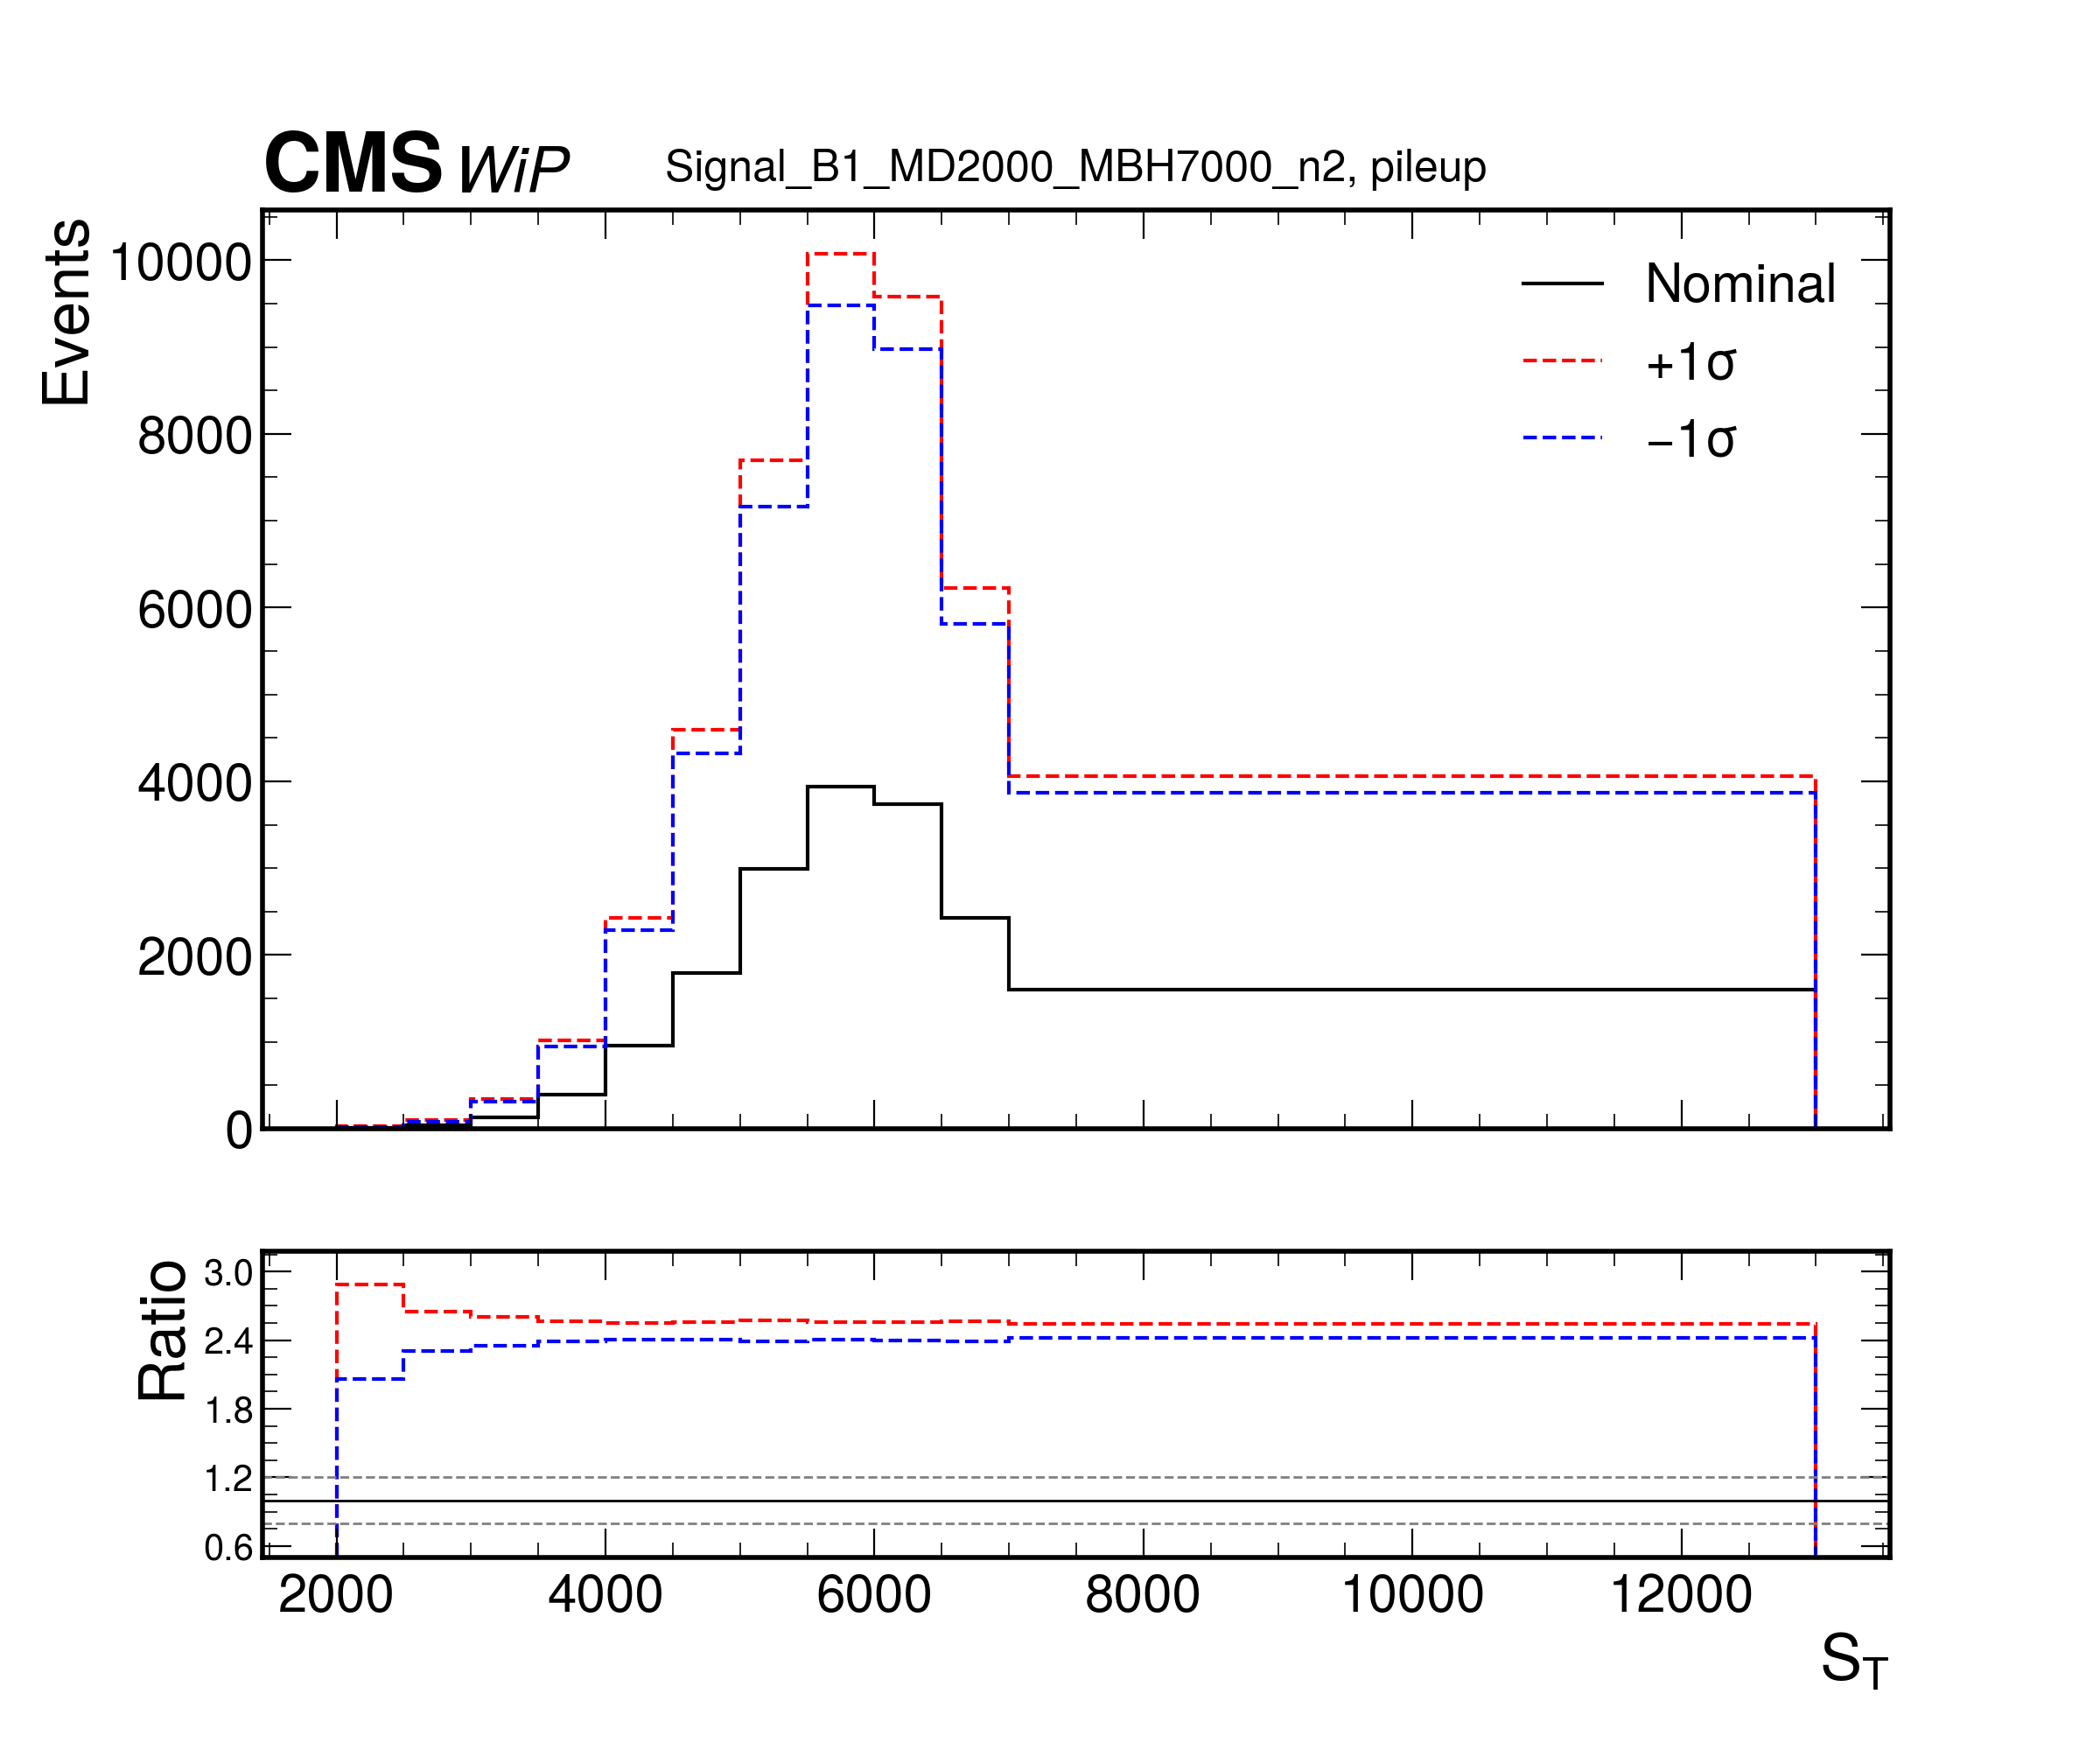 CMS WiP Signal_B1_MD2000_MBH7000_n2, pileup
Events
10000
8000
6000
4000
2000
0
Nominal
+1σ
−1σ
Ratio
3.0
2.4
1.8
1.2
0.6
2000 4000 6000 8000 10000 12000
S_T